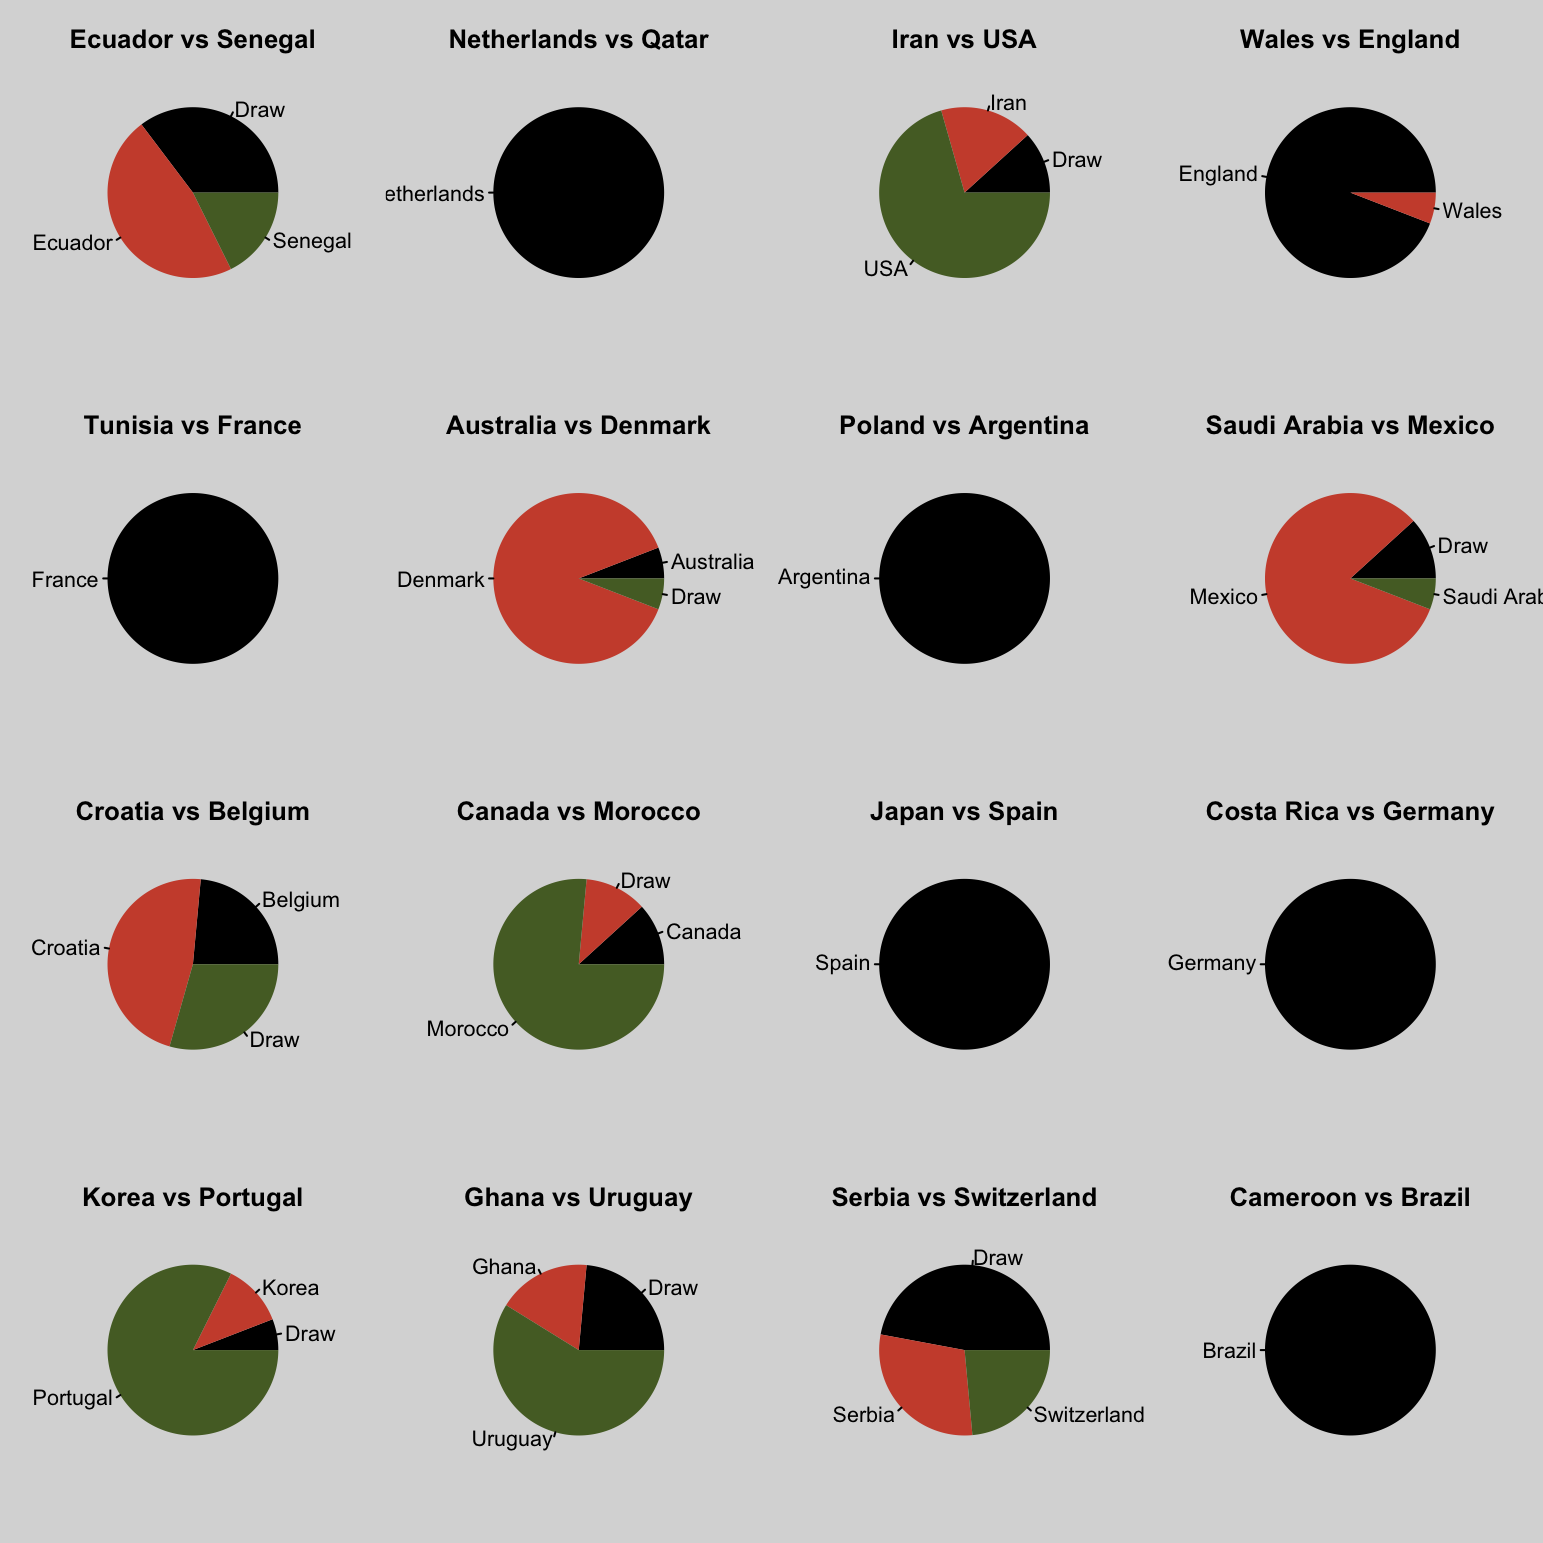 Ecuador vs Senegal
Draw
Ecuador
Senegal
Netherlands vs Qatar
etherlands
Iran vs USA
Iran
Draw
USA
Wales vs England
England
Wales
Tunisia vs France
France
Australia vs Denmark
Australia
Denmark
Draw
Poland vs Argentina
Argentina
Saudi Arabia vs Mexico
Draw
Mexico
Saudi Arab
Croatia vs Belgium
Belgium
Croatia
Draw
Canada vs Morocco
Draw
Canada
Morocco
Japan vs Spain
Spain
Costa Rica vs Germany
Germany
Korea vs Portugal
Korea
Draw
Portugal
Ghana vs Uruguay
Ghana
Draw
Uruguay
Serbia vs Switzerland
Draw
Serbia
Switzerland
Cameroon vs Brazil
Brazil